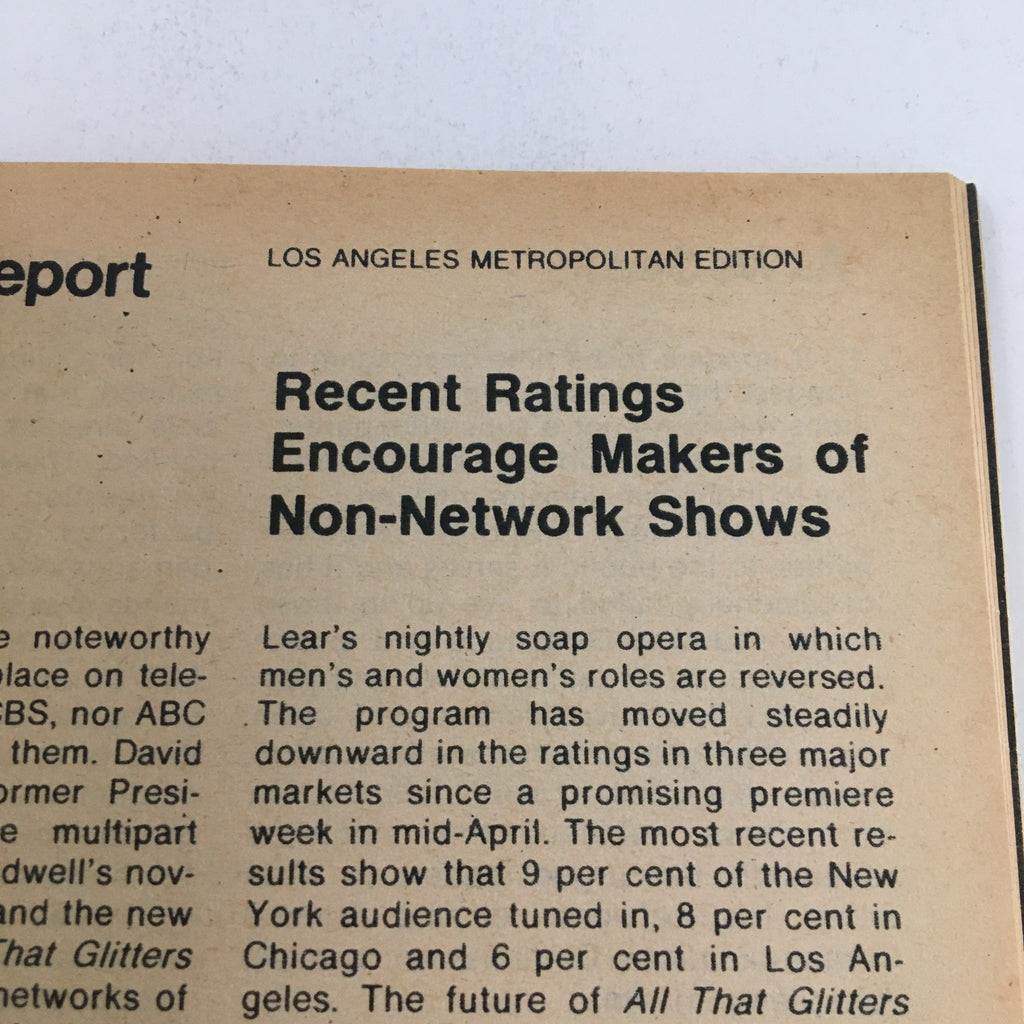 LOS ANGELES METROPOLITAN EDITION
eport
Recent Ratings
Encourage Makers of
Non-Network Shows
e noteworthy
lace on tele-
CBS, nor ABC
them. David
ormer Presi-
e multipart
dwell's nov-
and the new
That Glitters
networks of
Lear's nightly soap opera in which
men's and women's roles are reversed.
The program has moved steadily
downward in the ratings in three major
markets since a promising premiere
week in mid-April. The most recent re-
sults show that 9 per cent of the New
York audience tuned in, 8 per cent in
Chicago and 6 per cent in Los An-
geles. The future of All That Glitters